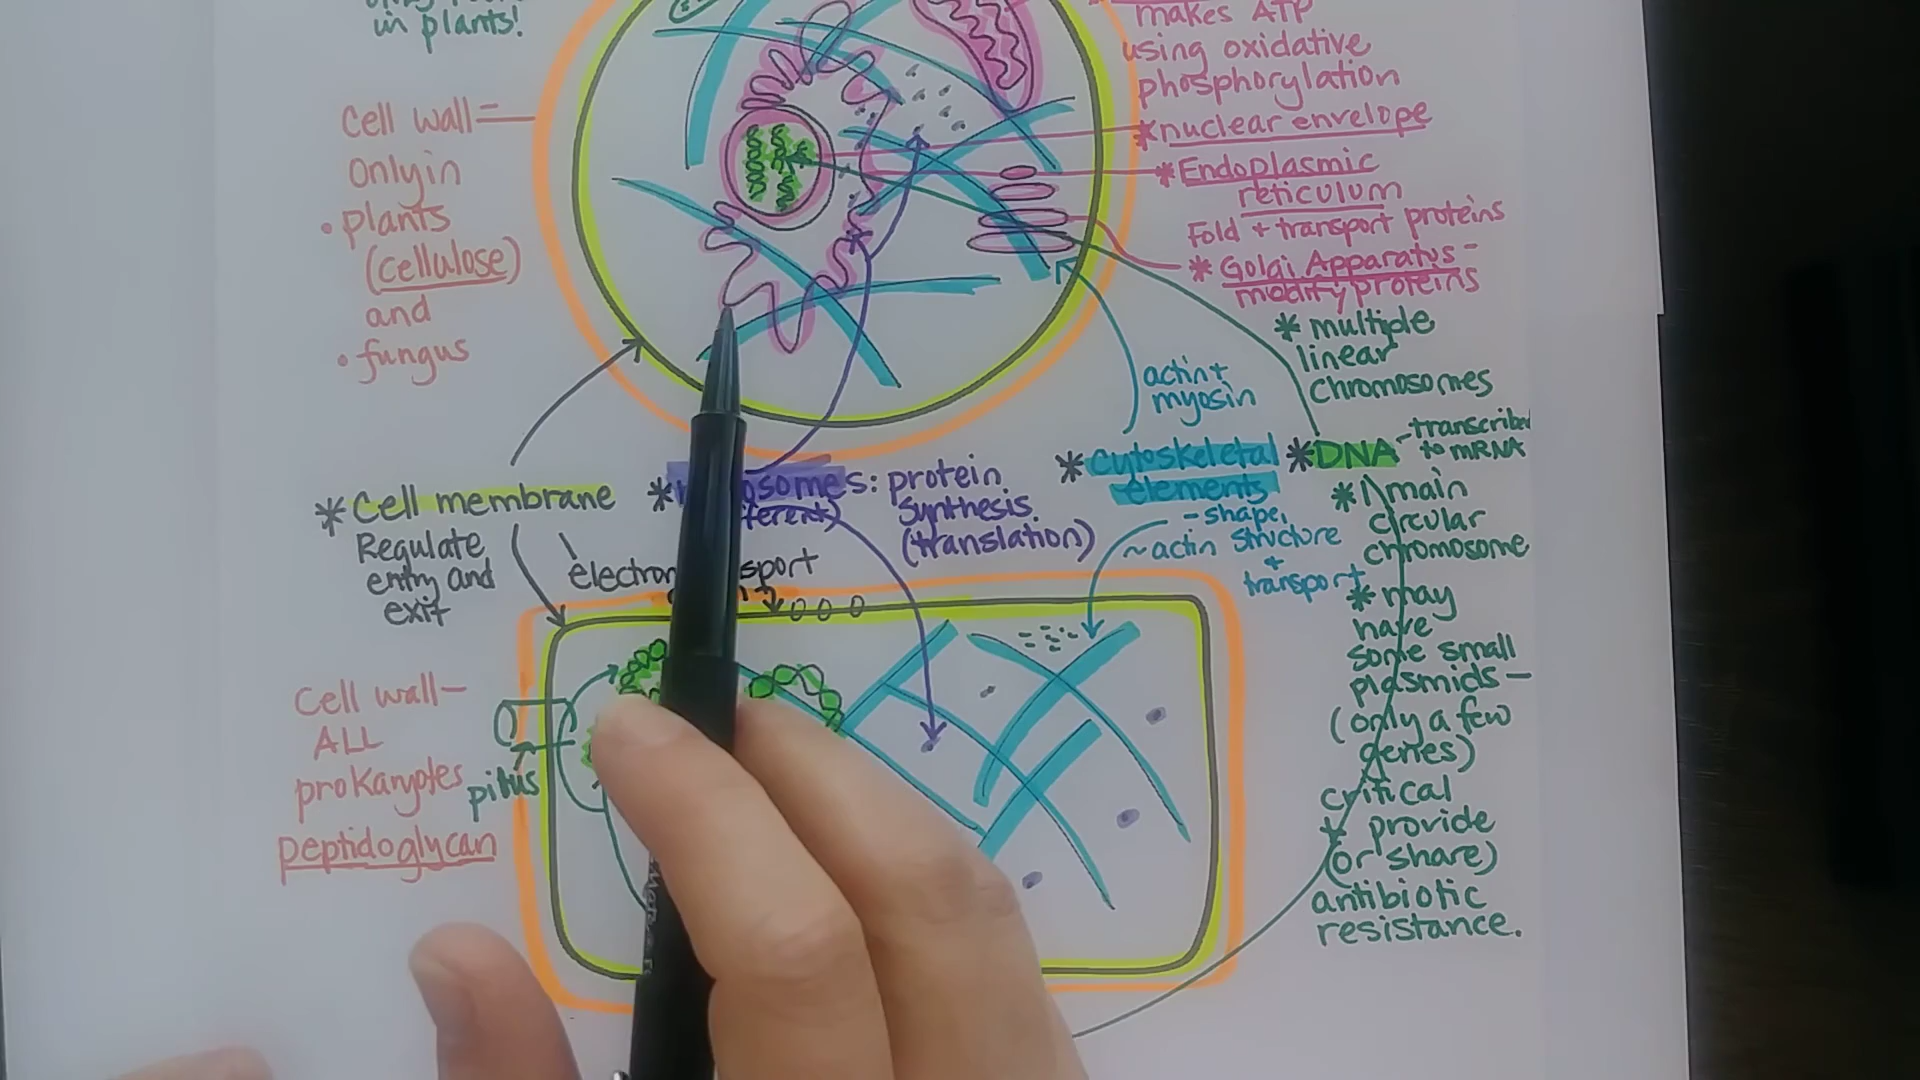 in plants!
Cell wall-
Only in
• plants
(cellulose)
and
• fungus
makes ATP
using oxidative
phosphorylation
*nuclear envelope
* Endoplasmic
reticulum
Fold + transport proteins
* Golgi Apparatus -
modify proteins
* multiple
linear
chromosomes
actin +
myosin
* Cell membrane
Regulate
entry and
exit
electron
: protein
synthesis
(translation)
* Cytoskeletal
elements
- shape,
~ actin structure
+
transport
* DNA - transcribed
to mRNA
* 1 main
circular
chromosome
* may
have
some small
plasmids -
(only a few
genes)
critical
* provide
(or share)
antibiotic
resistance.
Cell wall-
ALL
prokaryotes
peptidoglycan
pilus